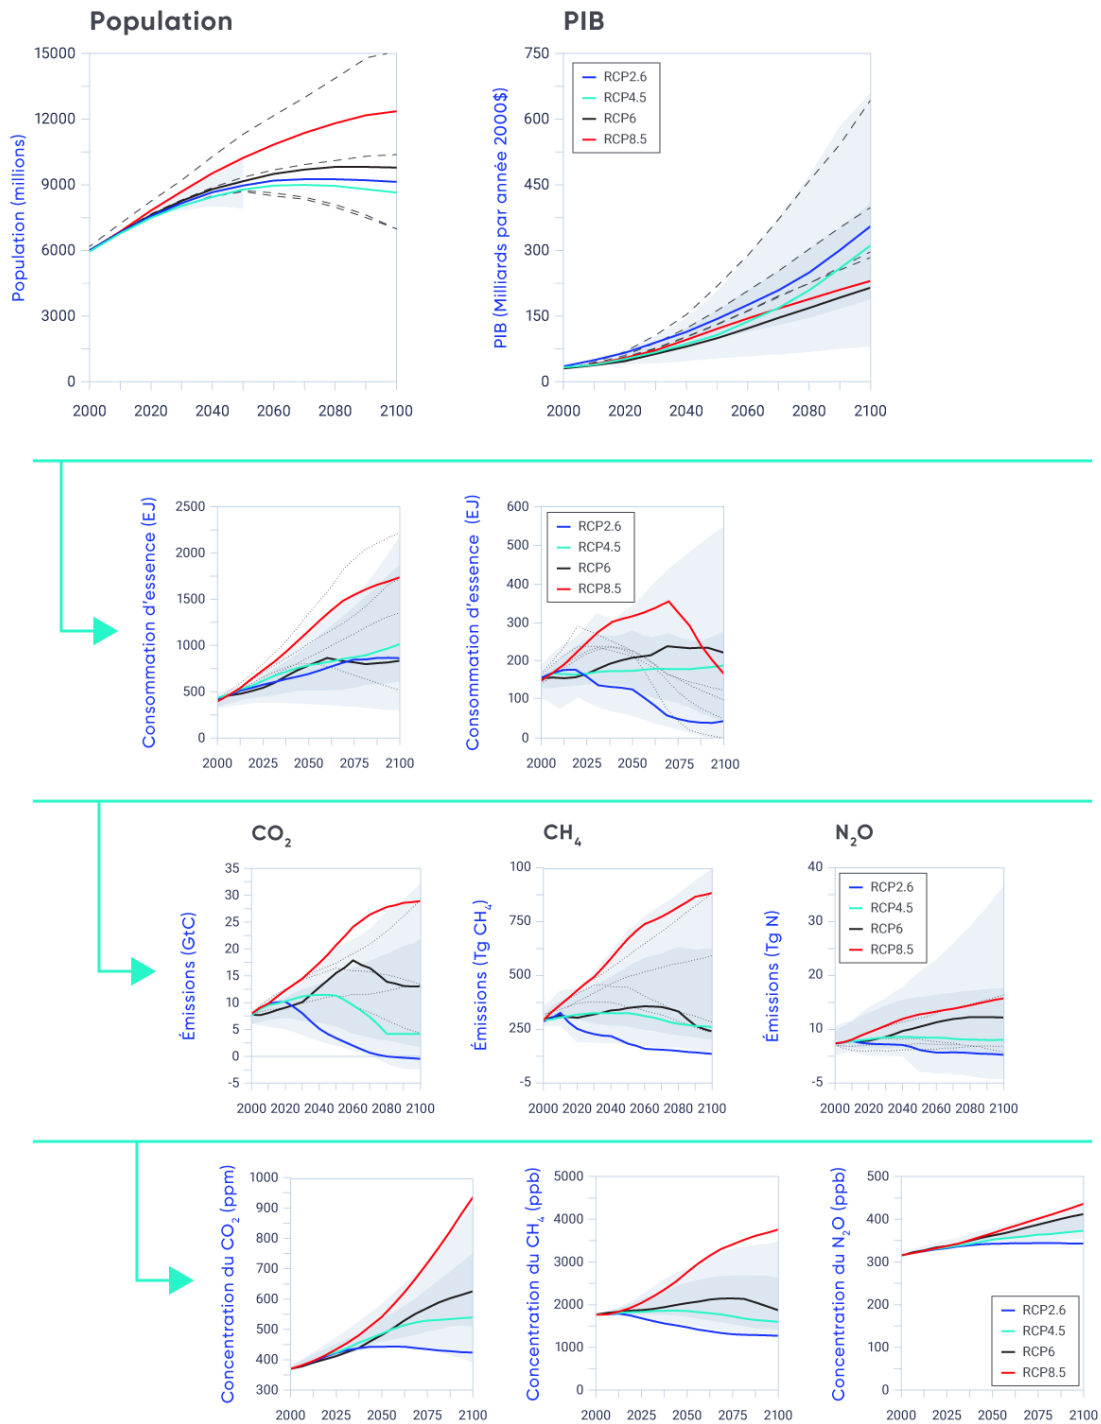 Population
PIB
Population (millions)
15000
12000
9000
6000
3000
0
2000 2020 2040 2060 2080 2100
PIB (Milliards par année 2000$)
750
600
450
300
150
0
2000 2020 2040 2060 2080 2100
RCP2.6
RCP4.5
RCP6
RCP8.5
Consommation d'essence (EJ)
2500
2000
1500
1000
500
0
2000 2025 2050 2075 2100
Consommation d'essence (EJ)
600
500
400
300
200
100
0
2000 2025 2050 2075 2100
RCP2.6
RCP4.5
RCP6
RCP8.5
CO₂
CH₄
N₂O
Émissions (GtC)
35
30
25
20
15
10
5
0
-5
2000 2020 2040 2060 2080 2100
Émissions (Tg CH₄)
100
750
500
250
-5
2000 2020 2040 2060 2080 2100
Émissions (Tg N)
40
30
20
10
-5
2000 2020 2040 2060 2080 2100
RCP2.6
RCP4.5
RCP6
RCP8.5
Concentration du CO₂ (ppm)
1000
900
800
700
600
500
400
300
2000 2025 2050 2075 2100
Concentration du CH₄ (ppb)
5000
4000
3000
2000
1000
0
2000 2025 2050 2075 2100
Concentration du N₂O (ppb)
500
400
300
200
100
0
2000 2025 2050 2075 2100
RCP2.6
RCP4.5
RCP6
RCP8.5